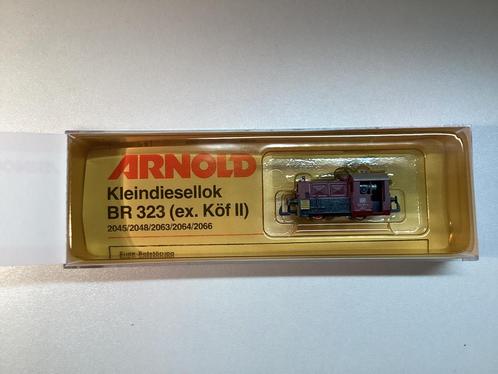 ARNOLD
Kleindiesellok
BR 323 (ex. Köf II)
2045/2048/2063/2064/2066